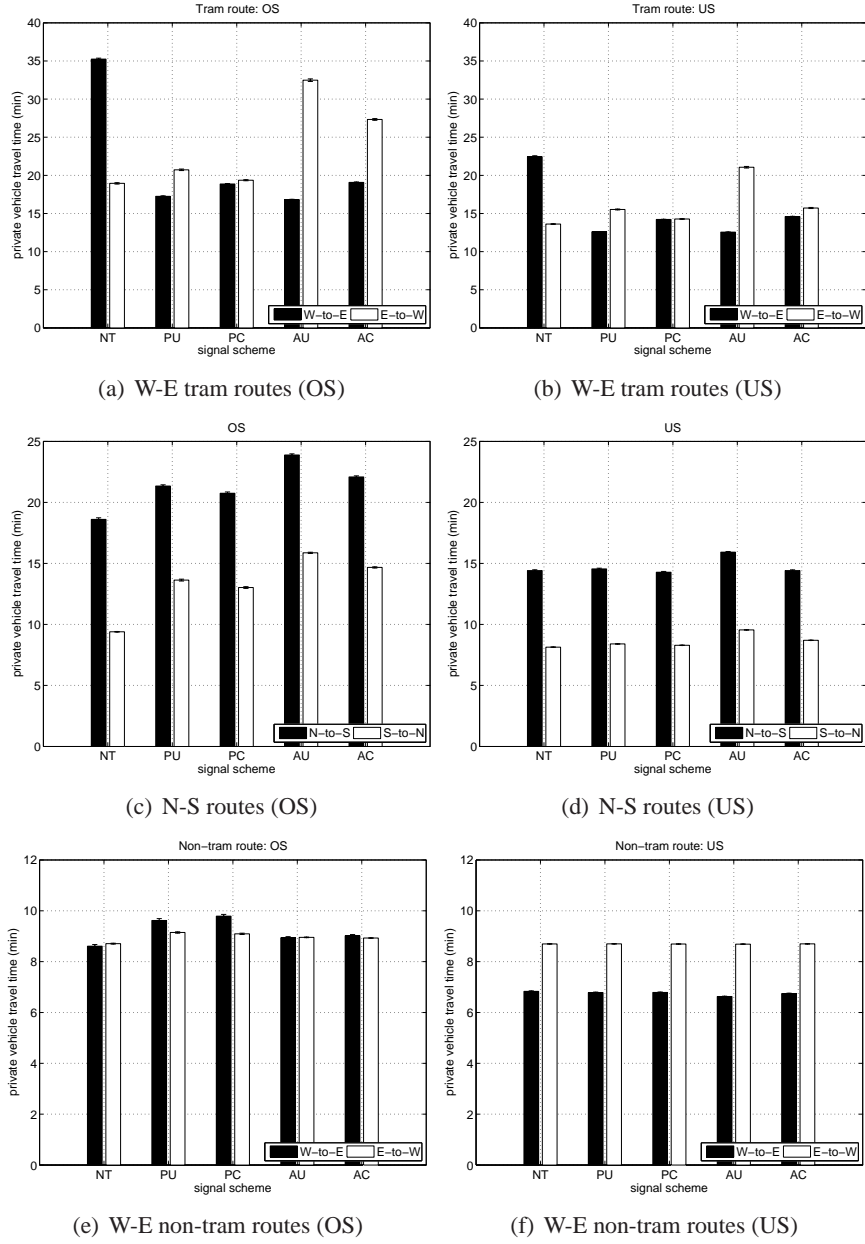 Tram route: OS
private vehicle travel time (min)
40
35
30
25
20
15
10
5
0
W−to−E E−to−W
NT PU PC AU AC
signal scheme
(a) W-E tram routes (OS)
Tram route: US
private vehicle travel time (min)
40
35
30
25
20
15
10
5
0
W−to−E E−to−W
NT PU PC AU AC
signal scheme
(b) W-E tram routes (US)
OS
private vehicle travel time (min)
25
20
15
10
5
0
N−to−S S−to−N
NT PU PC AU AC
signal scheme
(c) N-S routes (OS)
US
private vehicle travel time (min)
25
20
15
10
5
0
N−to−S S−to−N
NT PU PC AU AC
signal scheme
(d) N-S routes (US)
Non−tram route: OS
private vehicle travel time (min)
12
10
8
6
4
2
0
W−to−E E−to−W
NT PU PC AU AC
signal scheme
(e) W-E non-tram routes (OS)
Non−tram route: US
private vehicle travel time (min)
12
10
8
6
4
2
0
W−to−E E−to−W
NT PU PC AU AC
signal scheme
(f) W-E non-tram routes (US)